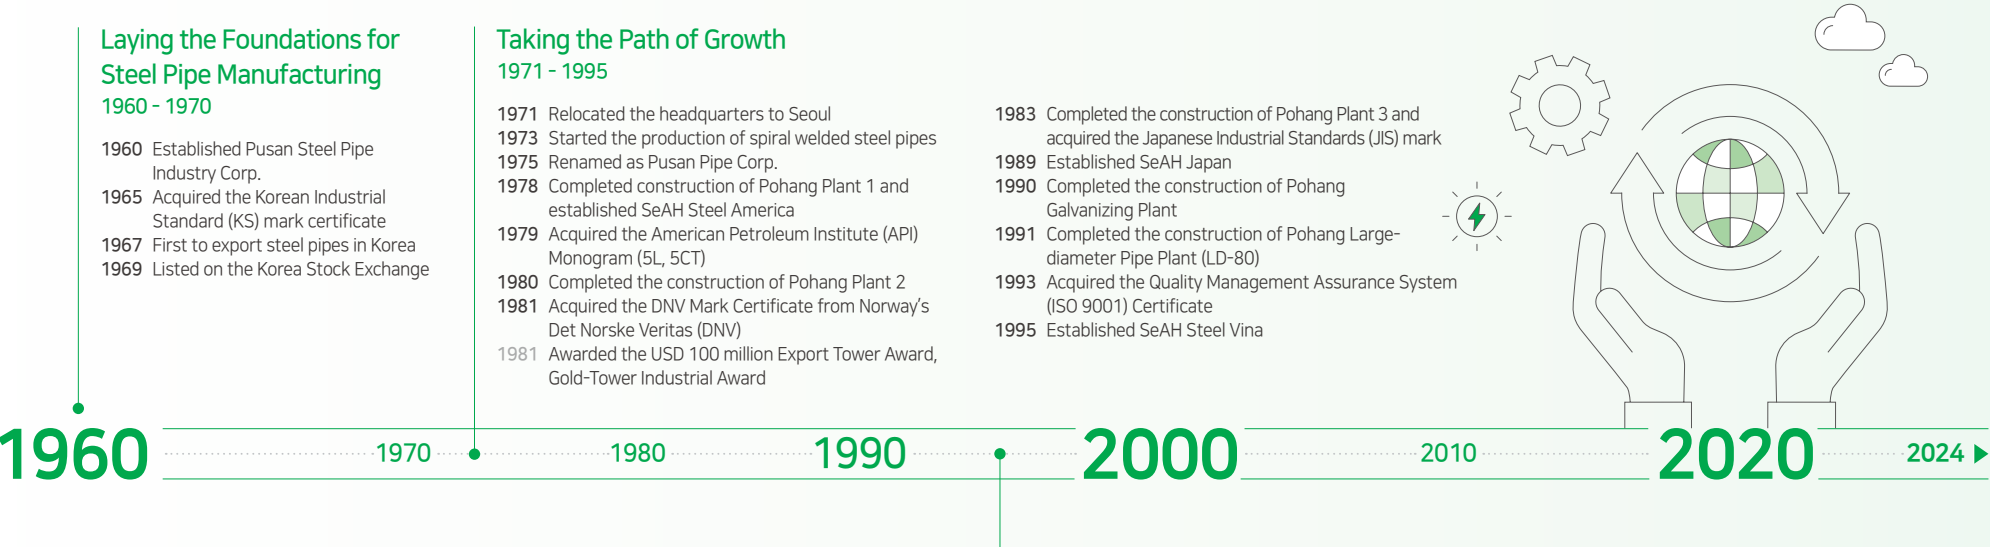 Laying the Foundations for
Steel Pipe Manufacturing
1960 - 1970
1960 Established Pusan Steel Pipe
Industry Corp.
1965 Acquired the Korean Industrial
Standard (KS) mark certificate
1967 First to export steel pipes in Korea
1969 Listed on the Korea Stock Exchange
Taking the Path of Growth
1971 - 1995
1971 Relocated the headquarters to Seoul
1973 Started the production of spiral welded steel pipes
1975 Renamed as Pusan Pipe Corp.
1978 Completed construction of Pohang Plant 1 and
established SeAH Steel America
1979 Acquired the American Petroleum Institute (API)
Monogram (5L, 5CT)
1980 Completed the construction of Pohang Plant 2
1981 Acquired the DNV Mark Certificate from Norway's
Det Norske Veritas (DNV)
1981 Awarded the USD 100 million Export Tower Award,
Gold-Tower Industrial Award
1983 Completed the construction of Pohang Plant 3 and
acquired the Japanese Industrial Standards (JIS) mark
1989 Established SeAH Japan
1990 Completed the construction of Pohang
Galvanizing Plant
1991 Completed the construction of Pohang Large-
diameter Pipe Plant (LD-80)
1993 Acquired the Quality Management Assurance System
(ISO 9001) Certificate
1995 Established SeAH Steel Vina
1960 1970 1980 1990 2000 2010 2020 2024